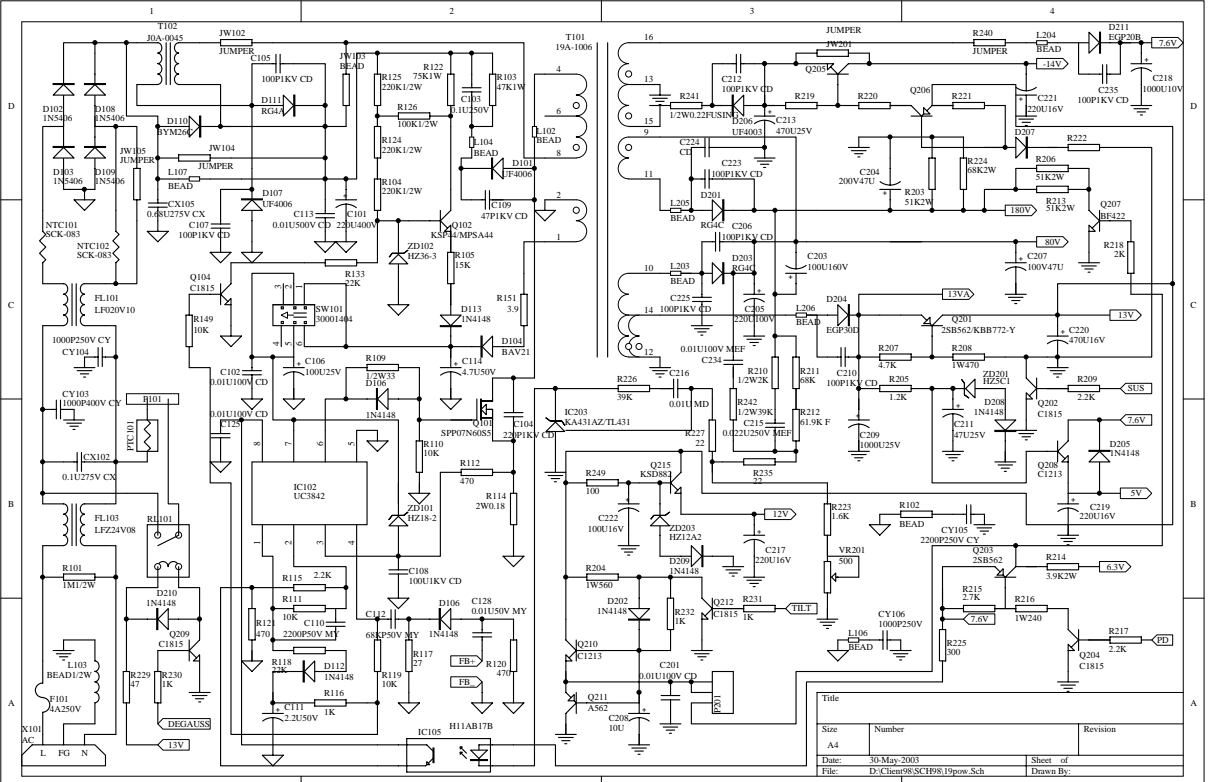 1
2
3
4
D
C
B
A
T102
J0A-0045
JW102
JUMPER
C105
100P1KV CD
JW103
BEAD
R125
220K1/2W
R122
75K1W
C103
0.1U250V
R103
47K1W
T101
19A-1006
16
13
15
9
11
10
14
12
4
6
8
2
1
D102
1N5406
D108
1N5406
D111
RG4A
D110
BYM26C
R126
100K1/2W
L104
BEAD
L102
BEAD
JW105
JUMPER
JW104
JUMPER
R124
220K1/2W
D101
UF4006
D103
1N5406
D109
1N5406
L107
BEAD
R104
220K1/2W
C109
47P1KV CD
CX105
0.68U275V CX
D107
UF4006
C107
100P1KV CD
C113
0.01U500V CD
C101
220U400V
Q102
KSP44/MPSA44
NTC101
SCK-083
NTC102
SCK-083
ZD102
HZ36-3
R105
15K
R133
22K
Q104
C1815
FL101
LF020V10
R149
10K
3 2 1
SW101
30001404
4 5 6
D113
1N4148
R151
3.9
D104
BAV21
1000P250V CY
CY104
C102
0.01U100V CD
C106
100U25V
R109
1/2W33
D106
1N4148
C114
4.7U50V
CY103
1000P400V CY
P101
PTC101
0.01U100V CD
C125
Q101
SPP07N60S5
C104
220P1KV CD
8
7
6
5
R110
10K
CX102
0.1U275V CX
IC102
UC3842
R112
470
ZD101
HZ18-2
R114
2W0.18
FL103
LFZ24V08
RL101
1
2
3
4
R101
1M1/2W
2.2K
R115
C108
100U1KV CD
D210
1N4148
R111
10K
C110
2200P50V MY
C112
68KP50V MY
D106
1N4148
C128
0.01U50V MY
R121
470
Q209
C1815
R118
22K
D112
1N4148
R117
27
FB+
FB_
R120
470
L103
BEAD1/2W
R229
47
R230
1K
R116
1K
R119
10K
F101
4A250V
C111
2.2U50V
DEGAUSS
13V
X101
AC
L
FG
N
IC105
H11AB17B
JUMPER
JW201
C212
100P1KV CD
Q205
R240
JUMPER
L204
BEAD
D211
EGP20B
7.6V
-14V
C235
100P1KV CD
C218
1000U10V
R241
1/2W0.22FUSING
D206
UF4003
R219
C213
470U25V
R220
Q206
R221
C221
220U16V
C224
CD
D207
R222
C223
100P1KV CD
C204
200V47U
R203
51K2W
R224
68K2W
R206
51K2W
R213
51K2W
L205
BEAD
D201
RG4C
180V
Q207
BF422
C206
100P1KV CD
80V
R218
2K
L203
BEAD
D203
RG4C
C203
100U160V
C207
100V47U
C225
100P1KV CD
C205
220U100V
L206
BEAD
D204
EGP30D
13VA
Q201
2SB562/KBB772-Y
13V
C220
470U16V
0.01U100V MEF
C234
R210
1/2W2K
R211
68K
C210
100P1KV CD
R207
4.7K
R208
1W470
R226
39K
C216
0.01U MD
R205
1.2K
ZD201
HZ5C1
R209
2.2K
SUS
IC203
KA431AZ/TL431
R242
1/2W39K
C215
0.022U250V MEF
R212
61.9K F
D208
1N4148
C211
47U25V
Q202
C1815
R227
22
C209
1000U25V
7.6V
R235
22
Q208
C1213
D205
1N4148
R249
100
Q215
KSD883
5V
C222
100U16V
ZD203
HZ12A2
12V
R223
1.6K
R102
BEAD
CY105
2200P250V CY
C219
220U16V
D209
1N4148
C217
220U16V
VR201
500
Q203
2SB562
R214
3.9K2W
6.3V
R204
1W560
D202
1N4148
R232
1K
Q212
C1815
R231
1K
TILT
R215
2.7K
7.6V
R216
1W240
CY106
1000P250V
L106
BEAD
R225
300
Q204
C1815
R217
2.2K
PD
Q210
C1213
C201
0.01U100V CD
P201
Q211
A562
C208
10U
Title
Size
Number
Revision
A4
Date:
30-May-2003
Sheet of
File:
D:\Client98\SCH98\19pow.Sch
Drawn By: